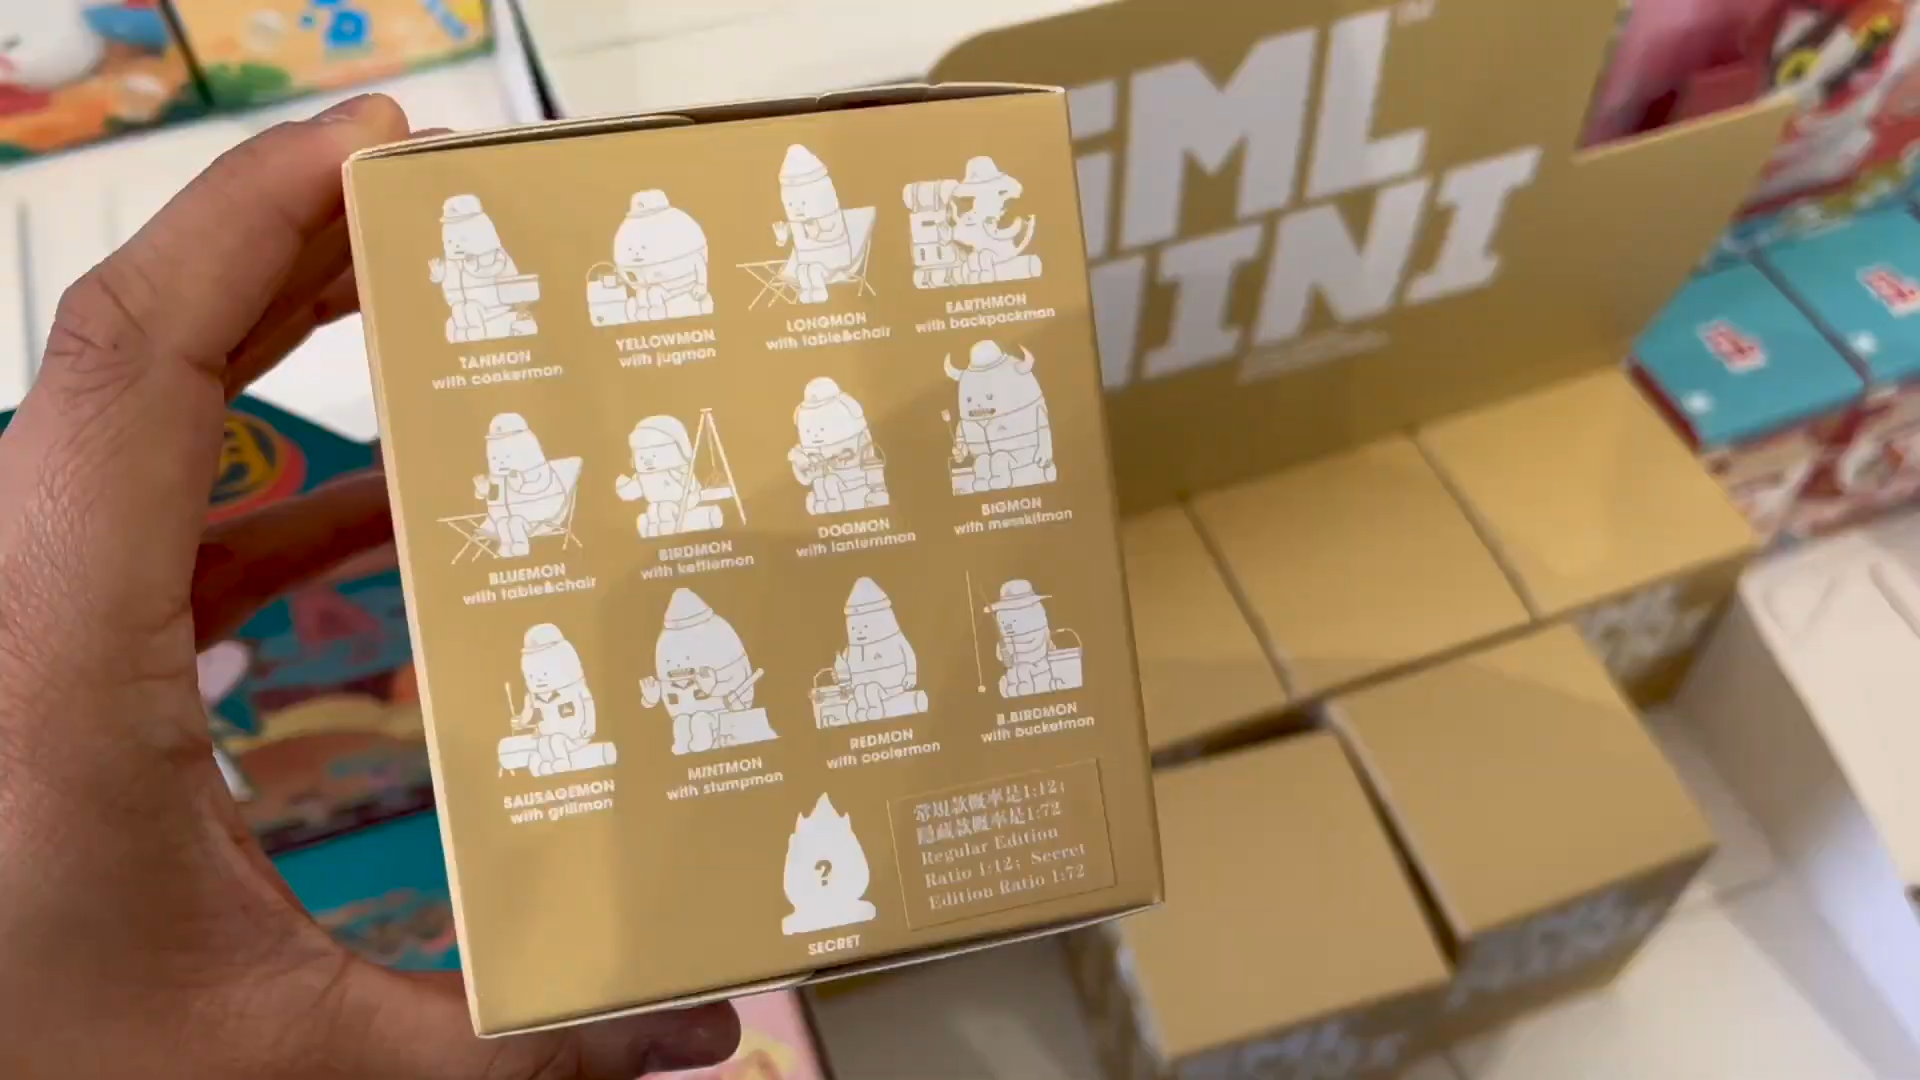 TANMON
with cookerman
YELLOWMON
with jugman
LONGMON
with table&chair
EARTHMON
with backpackman
BLUEMON
with table&chair
BIRDMON
with kettleman
DOGMON
with lanternman
BIGMON
with messkitman
SAUSAGEMON
with grillman
MINTMON
with stumpman
REDMON
with coolerman
B.BIRDMON
with bucketman
?
SECRET
常规款概率是1:12;
隐藏款概率是1:72
Regular Edition
Ratio 1:12; Secret
Edition Ratio 1:72
iML
MINI